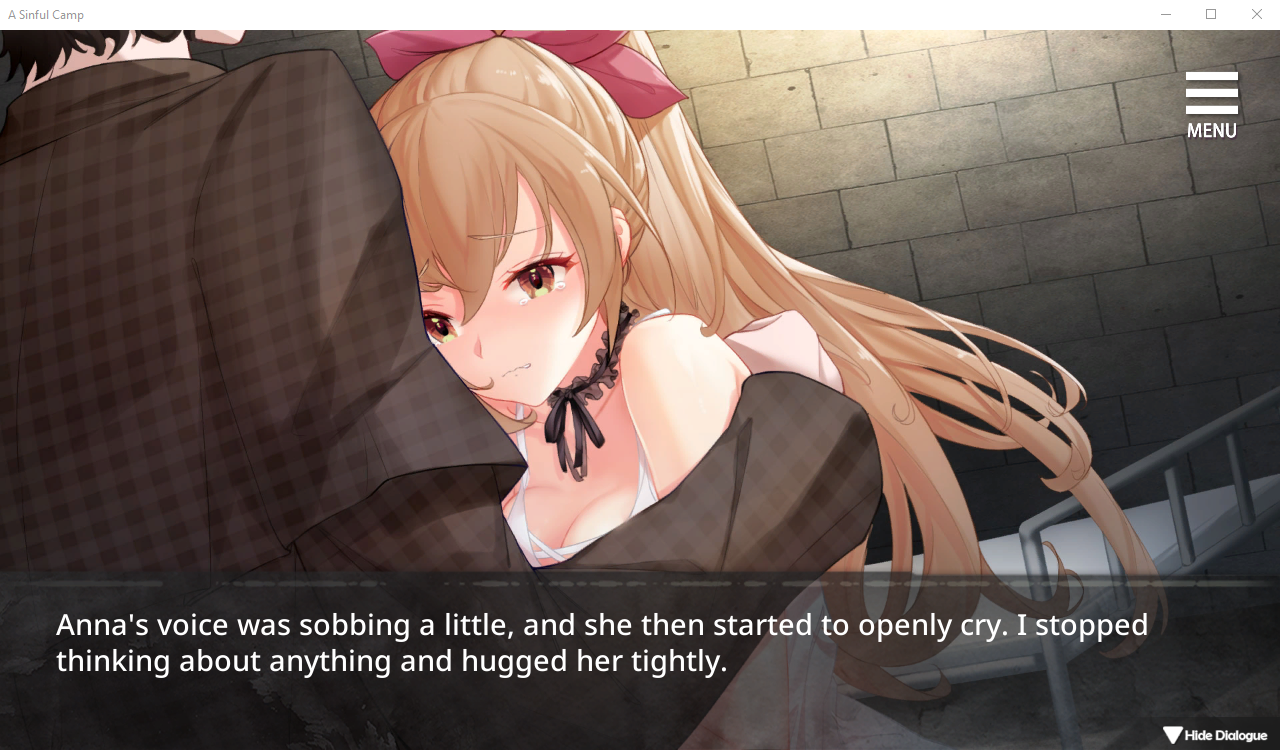 A Sinful Camp
MENU
Anna's voice was sobbing a little, and she then started to openly cry. I stopped
thinking about anything and hugged her tightly.
Hide Dialogue